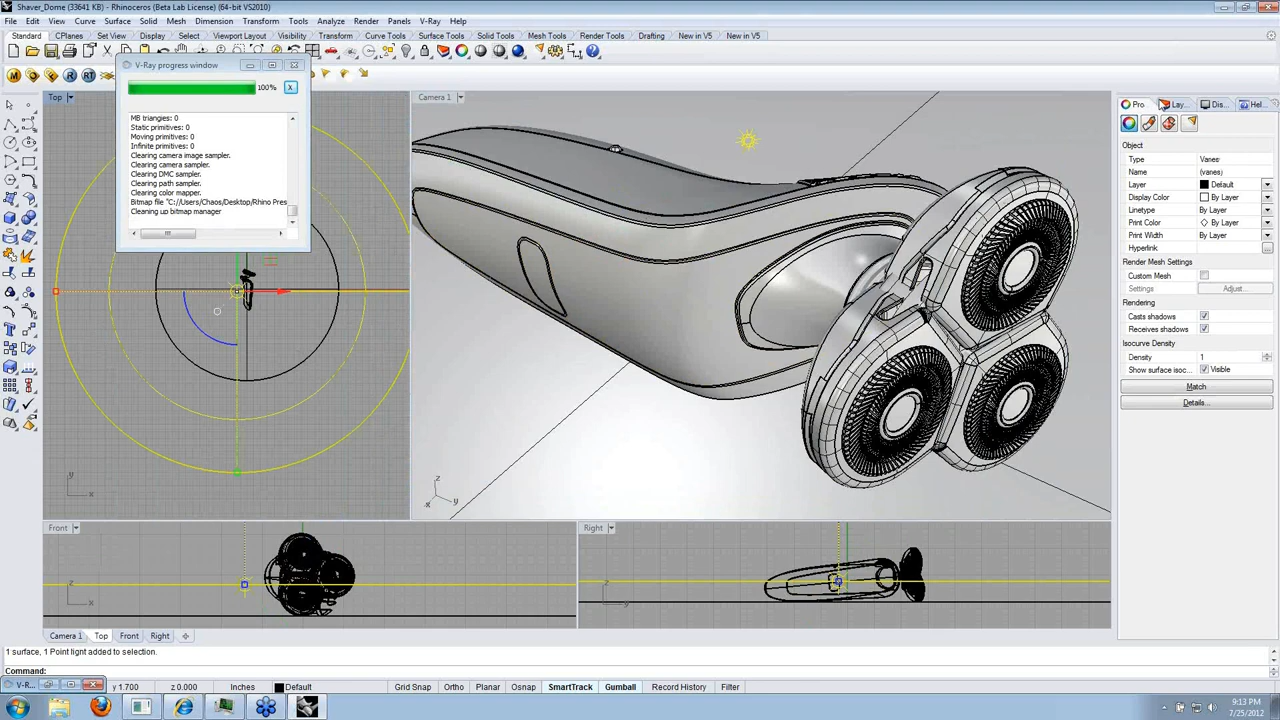 Shaver_Dome (33641 KB) - Rhinoceros (Beta Lab License) (64-bit VS2010)
File Edit View Curve Surface Solid Mesh Dimension Transform Tools Analyze Render Panels V-Ray Help
Standard CPlanes Set View Display Select Viewport Layout Visibility Transform Curve Tools Surface Tools Solid Tools Mesh Tools Render Tools Drafting New in V5 New in V5
V-Ray progress window
100%
X
MB triangles: 0
Static primitives: 0
Moving primitives: 0
Infinite primitives: 0
Clearing camera image sampler.
Clearing camera sampler.
Clearing DMC sampler.
Clearing path sampler.
Clearing color mapper.
Bitmap file "C://Users/Chaos/Desktop/Rhino Pres
Cleaning up bitmap manager
Top
Camera 1
y
x
z
x
y
Front
z
x
Right
z
y
Pro
Lay...
Dis...
Hel...
Object
Type Vanes
Name (vanes)
Layer Default
Display Color By Layer
Linetype By Layer
Print Color By Layer
Print Width By Layer
Hyperlink ...
Render Mesh Settings
Custom Mesh
Settings Adjust...
Rendering
Casts shadows
Receives shadows
Isocurve Density
Density 1
Show surface isoc... Visible
Match
Details...
Camera 1 Top Front Right
1 surface, 1 Point light added to selection.
Command:
V-R...
y 1.700 z 0.000 Inches Default Grid Snap Ortho Planar Osnap SmartTrack Gumball Record History Filter
9:13 PM
7/25/2012